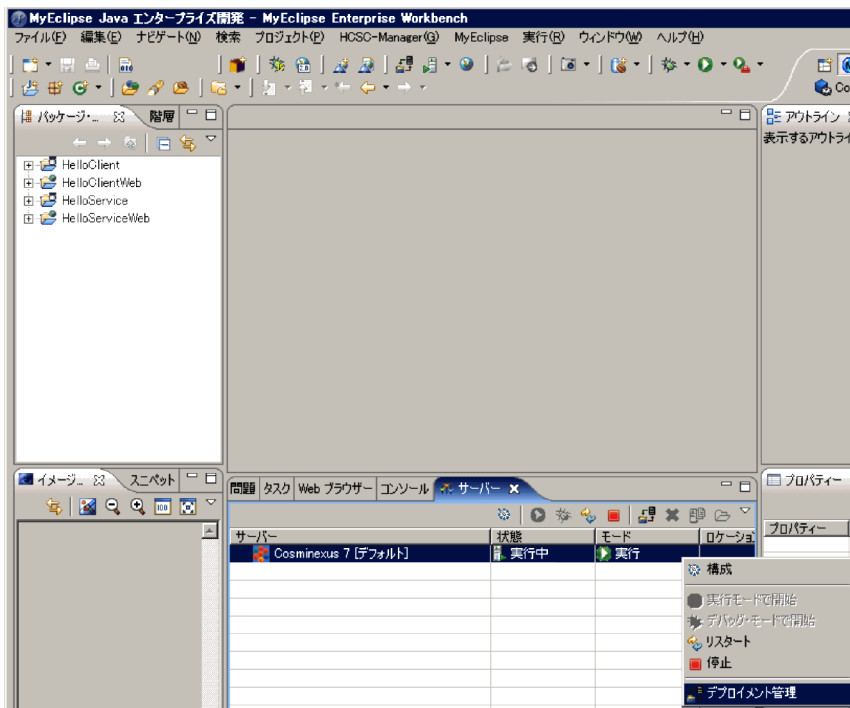 MyEclipse Java エンタープライズ開発 - MyEclipse Enterprise Workbench
ファイル(F) 編集(E) ナビゲート(N) 検索 プロジェクト(P) HCSC-Manager(G) MyEclipse 実行(R) ウィンドウ(W) ヘルプ(H)
Co
パッケージ・... 階層
アウトライン
表示するアウトライ
HelloClient
HelloClientWeb
HelloService
HelloServiceWeb
イメージ... スニペット
問題 タスク Web ブラウザー コンソール サーバー
プロパティー
サーバー 状態 モード ロケーショ
プロパティー
Cosminexus 7 [デフォルト] 実行中 実行
構成
実行モードで開始
デバッグ・モードで開始
リスタート
停止
デプロイメント管理